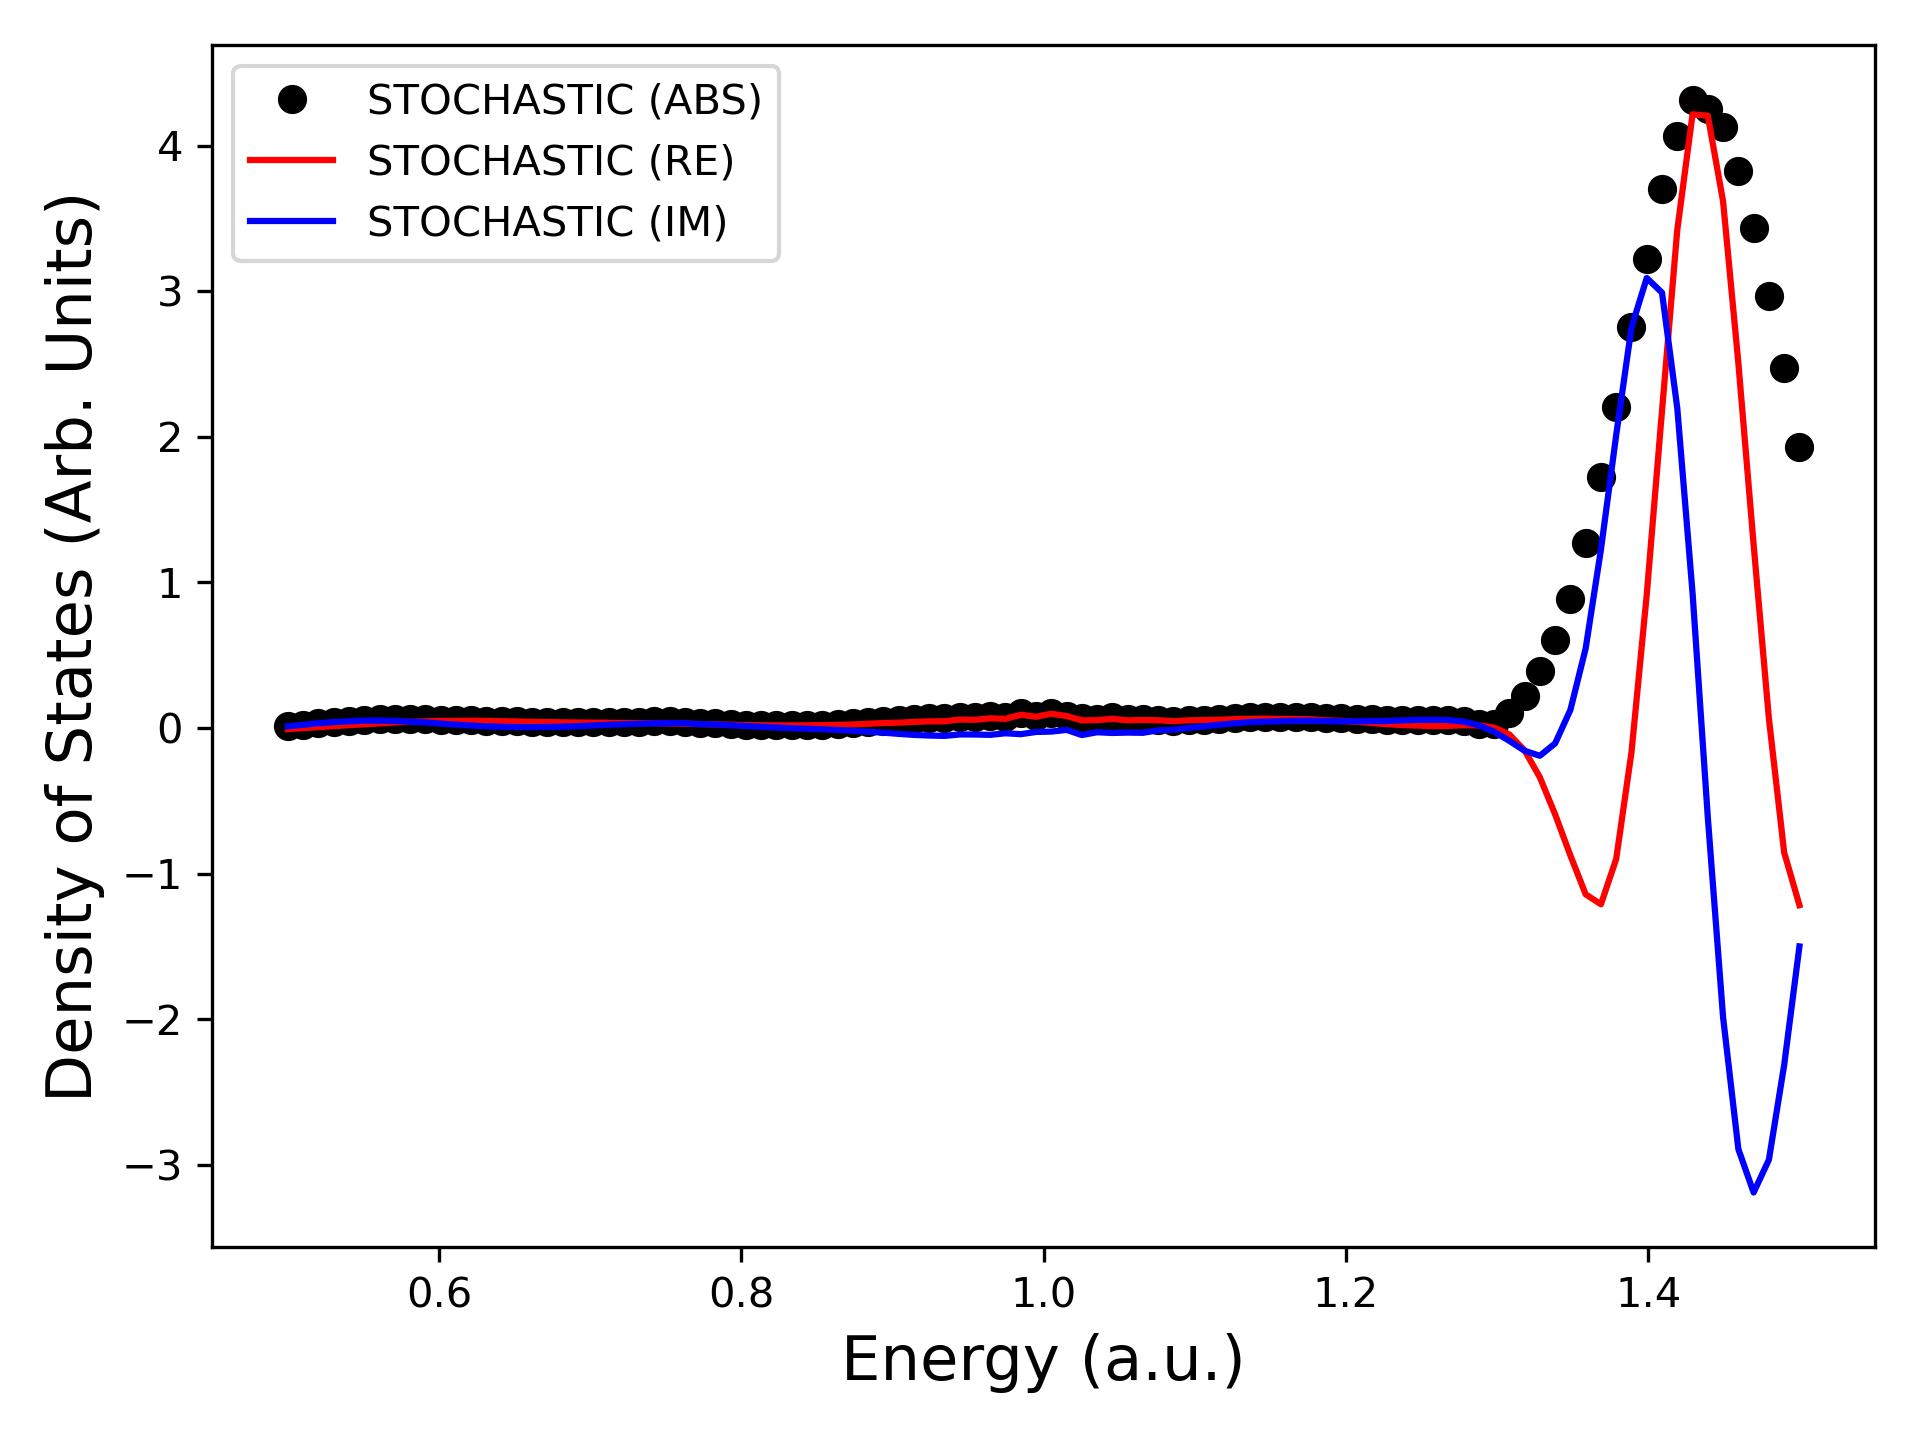 STOCHASTIC (ABS)
STOCHASTIC (RE)
STOCHASTIC (IM)
Density of States (Arb. Units)
4
3
2
1
0
−1
−2
−3
0.6 0.8 1.0 1.2 1.4
Energy (a.u.)